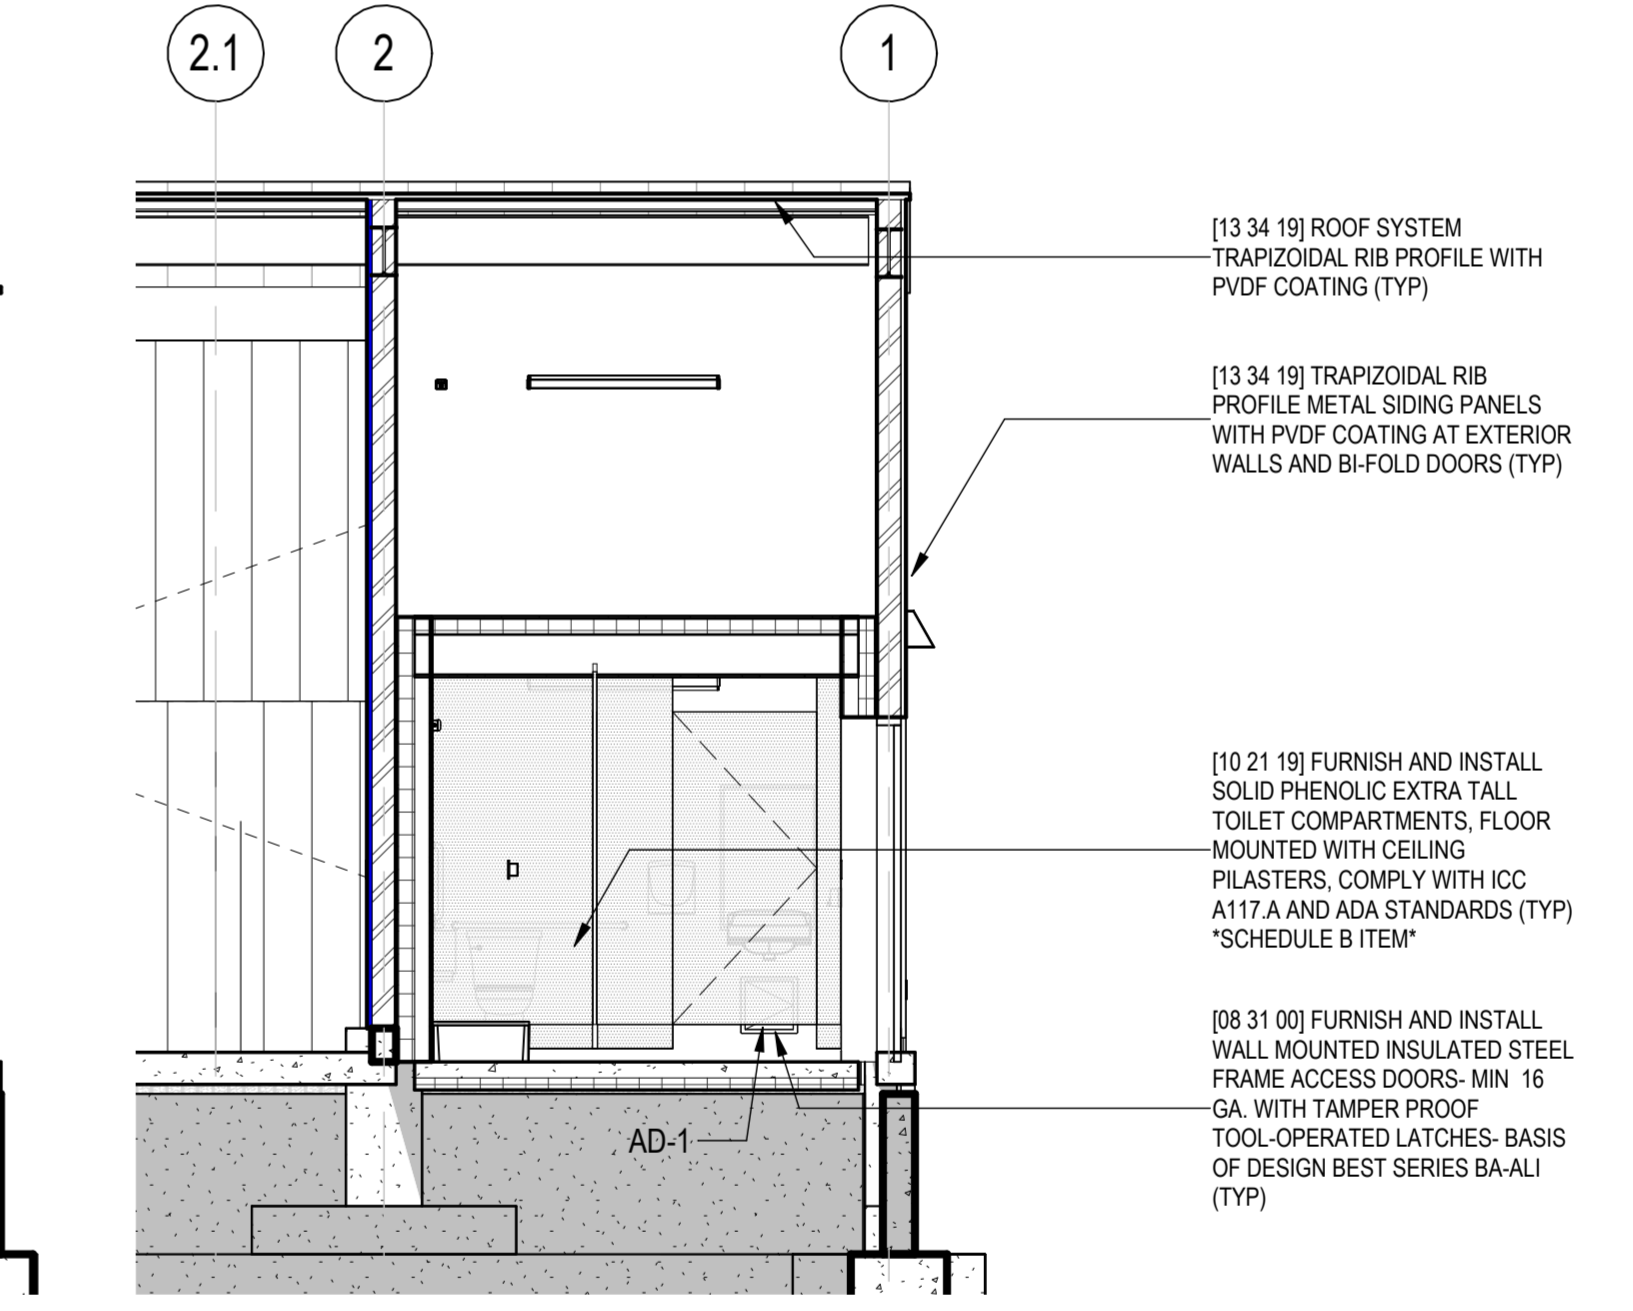 2.1
2
1
[13 34 19] ROOF SYSTEM
TRAPIZOIDAL RIB PROFILE WITH
PVDF COATING (TYP)
[13 34 19] TRAPIZOIDAL RIB
PROFILE METAL SIDING PANELS
WITH PVDF COATING AT EXTERIOR
WALLS AND BI-FOLD DOORS (TYP)
[10 21 19] FURNISH AND INSTALL
SOLID PHENOLIC EXTRA TALL
TOILET COMPARTMENTS, FLOOR
MOUNTED WITH CEILING
PILASTERS, COMPLY WITH ICC
A117.A AND ADA STANDARDS (TYP)
*SCHEDULE B ITEM*
[08 31 00] FURNISH AND INSTALL
WALL MOUNTED INSULATED STEEL
FRAME ACCESS DOORS- MIN  16
GA. WITH TAMPER PROOF
TOOL-OPERATED LATCHES- BASIS
OF DESIGN BEST SERIES BA-ALI
(TYP)
AD-1